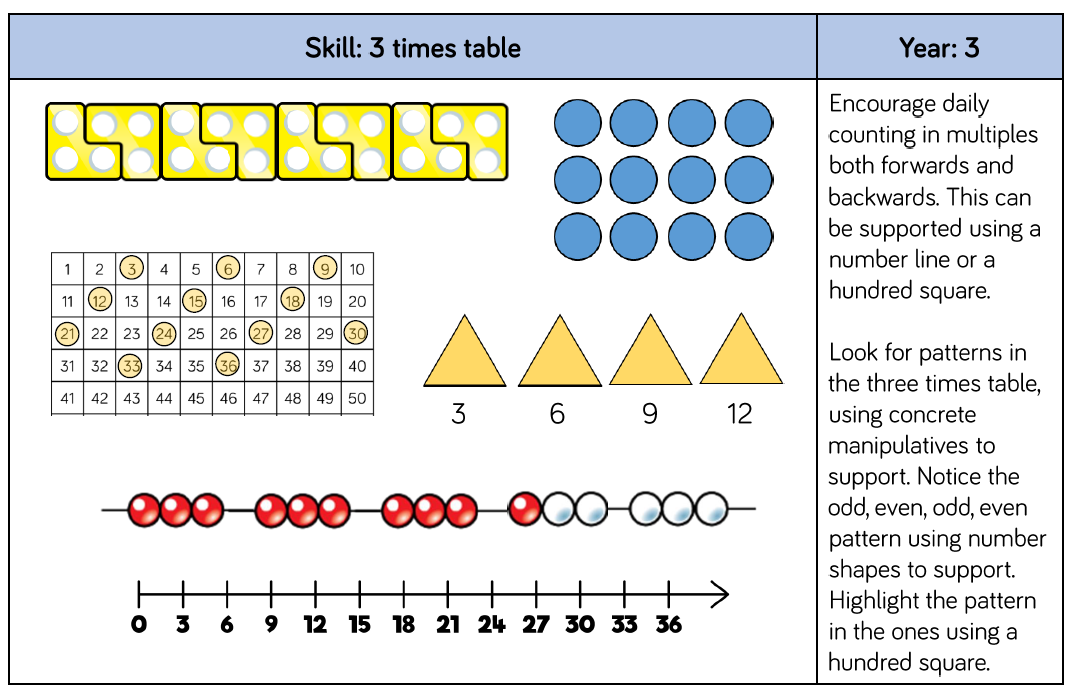 Skill: 3 times table
Year: 3
1 2 3 4 5 6 7 8 9 10
11 12 13 14 15 16 17 18 19 20
21 22 23 24 25 26 27 28 29 30
31 32 33 34 35 36 37 38 39 40
41 42 43 44 45 46 47 48 49 50
3 6 9 12
0 3 6 9 12 15 18 21 24 27 30 33 36
Encourage daily
counting in multiples
both forwards and
backwards. This can
be supported using a
number line or a
hundred square.
Look for patterns in
the three times table,
using concrete
manipulatives to
support. Notice the
odd, even, odd, even
pattern using number
shapes to support.
Highlight the pattern
in the ones using a
hundred square.